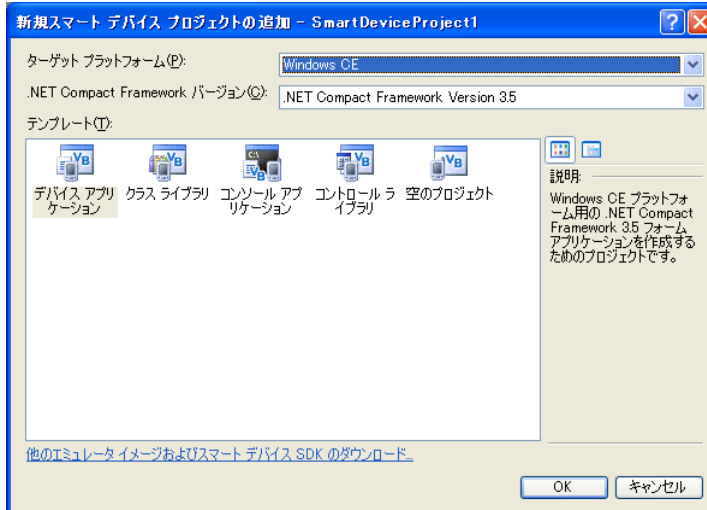 新規スマート デバイス プロジェクトの追加 - SmartDeviceProject1
ターゲット プラットフォーム(P):
Windows CE
.NET Compact Framework バージョン(C):
.NET Compact Framework Version 3.5
テンプレート(T):
デバイス アプリ
ケーション
クラス ライブラリ
コンソール アプ
リケーション
コントロール ラ
イブラリ
空のプロジェクト
説明:
Windows CE プラットフォ
ーム用の .NET Compact
Framework 3.5 フォーム
アプリケーションを作成する
ためのプロジェクトです。
他のエミュレータ イメージおよびスマート デバイス SDK のダウンロード...
OK
キャンセル